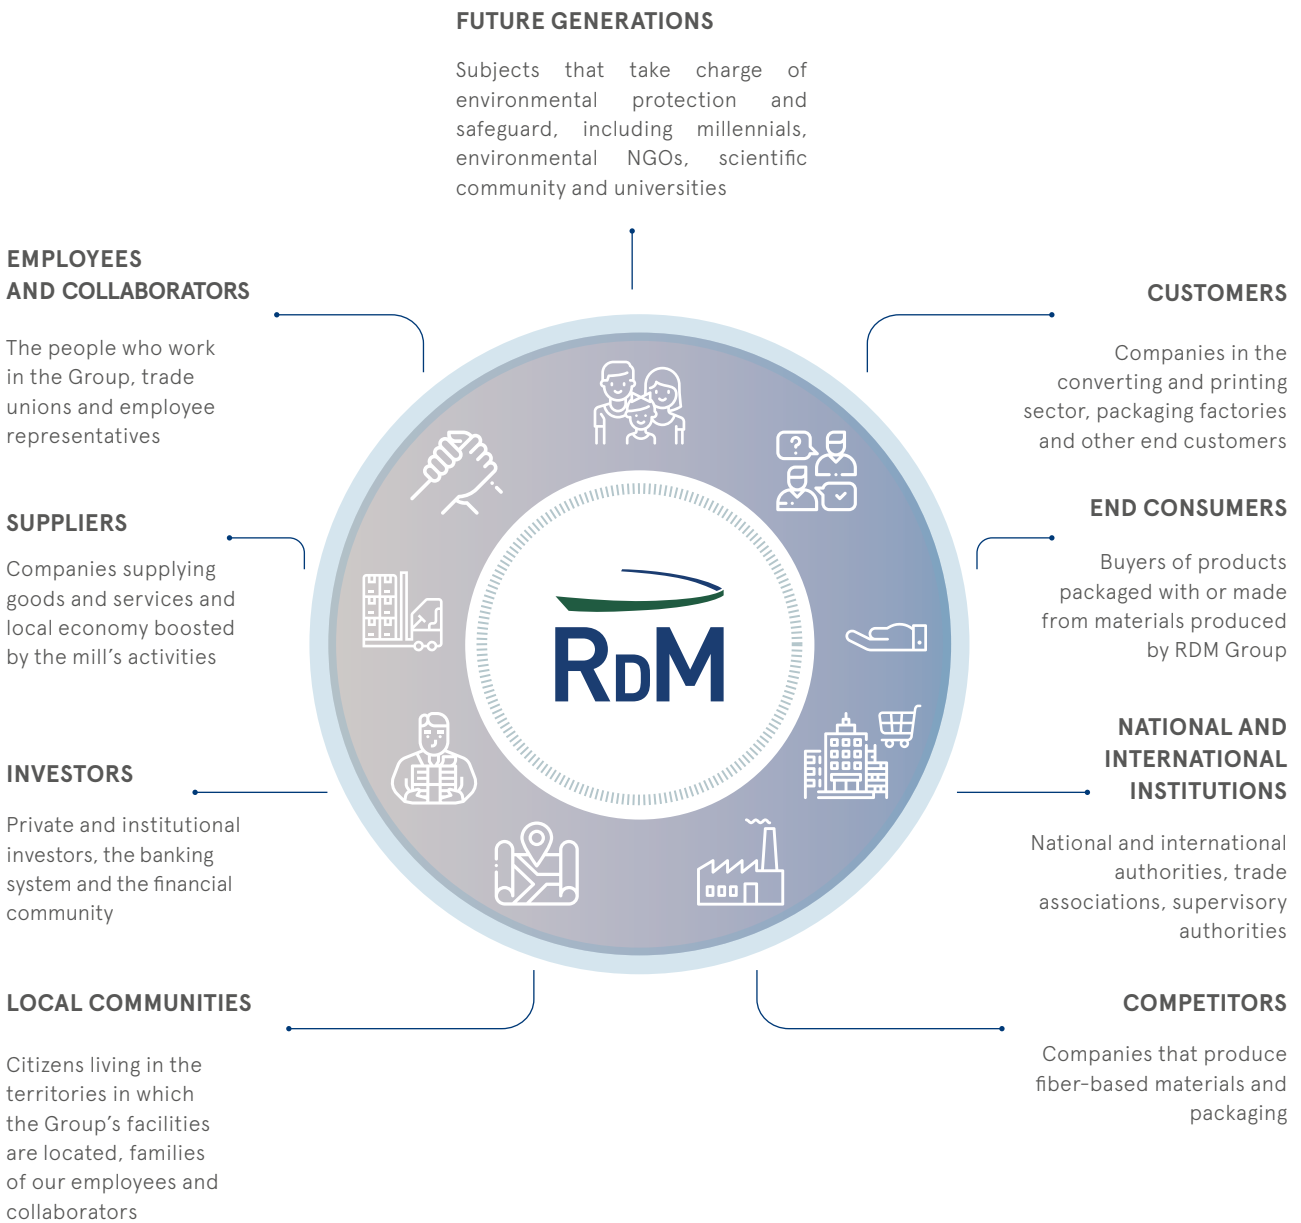 FUTURE GENERATIONS
Subjects that take charge of
environmental protection and
safeguard, including millennials,
environmental NGOs, scientific
community and universities
EMPLOYEES
AND COLLABORATORS
The people who work
in the Group, trade
unions and employee
representatives
SUPPLIERS
Companies supplying
goods and services and
local economy boosted
by the mill’s activities
INVESTORS
Private and institutional
investors, the banking
system and the financial
community
LOCAL COMMUNITIES
Citizens living in the
territories in which
the Group’s facilities
are located, families
of our employees and
collaborators
RDM
CUSTOMERS
Companies in the
converting and printing
sector, packaging factories
and other end customers
END CONSUMERS
Buyers of products
packaged with or made
from materials produced
by RDM Group
NATIONAL AND
INTERNATIONAL
INSTITUTIONS
National and international
authorities, trade
associations, supervisory
authorities
COMPETITORS
Companies that produce
fiber-based materials and
packaging